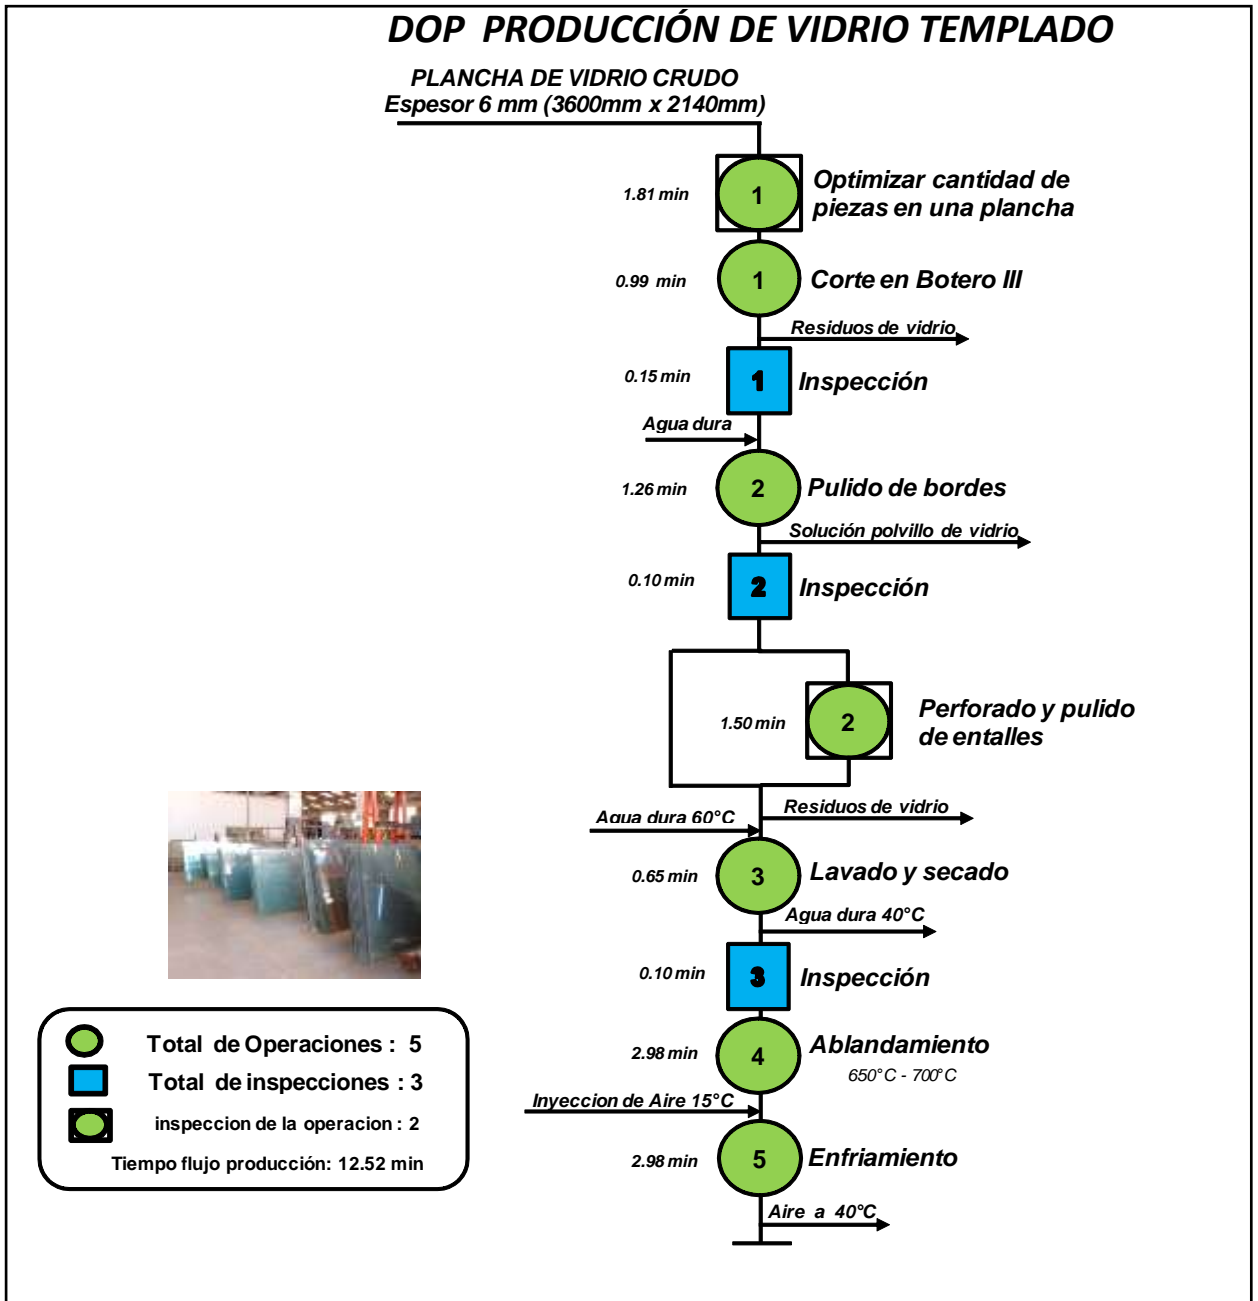 DOP PRODUCCIÓN DE VIDRIO TEMPLADO
PLANCHA DE VIDRIO CRUDO
Espesor 6 mm (3600mm x 2140mm)
1.81 min
1
Optimizar cantidad de
piezas en una plancha
0.99 min
1
Corte en Botero III
Residuos de vidrio
0.15 min
1
Inspección
Agua dura
1.26 min
2
Pulido de bordes
Solución polvillo de vidrio
0.10 min
2
Inspección
1.50 min
2
Perforado y pulido
de entalles
Agua dura 60°C
Residuos de vidrio
0.65 min
3
Lavado y secado
Agua dura 40°C
0.10 min
3
Inspección
2.98 min
4
Ablandamiento
650°C - 700°C
Inyeccion de Aire 15°C
2.98 min
5
Enfriamiento
Aire a 40°C
Total de Operaciones : 5
Total de inspecciones : 3
inspeccion de la operacion : 2
Tiempo flujo producción: 12.52 min